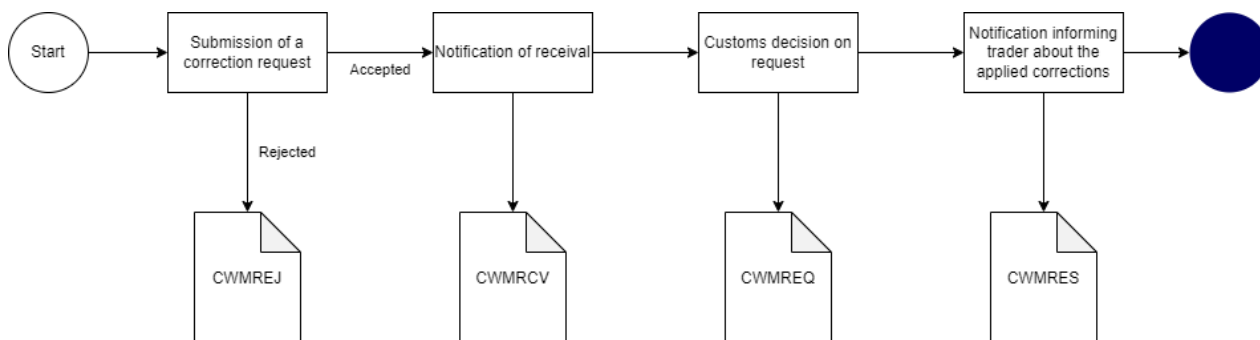 Start
Submission of a
correction request
Accepted
Notification of receival
Customs decision on
request
Notification informing
trader about the
applied corrections
Rejected
CWMREJ
CWMRCV
CWMREQ
CWMRES